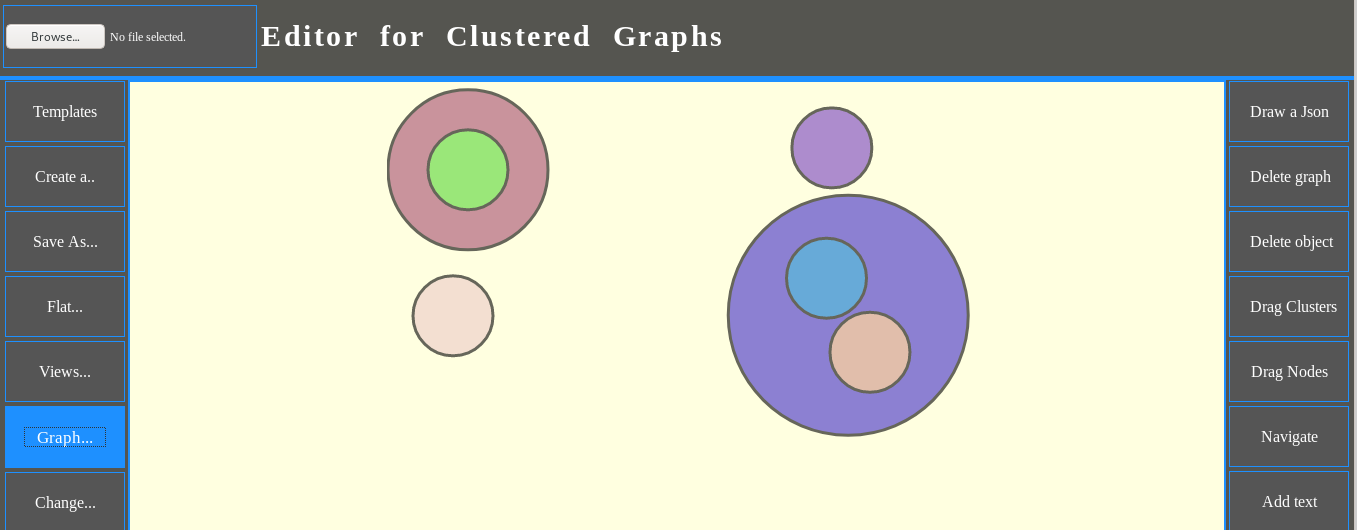 Browse...
No file selected.
Editor for Clustered Graphs
Templates
Create a..
Save As...
Flat...
Views...
Graph...
Change...
Draw a Json
Delete graph
Delete object
Drag Clusters
Drag Nodes
Navigate
Add text